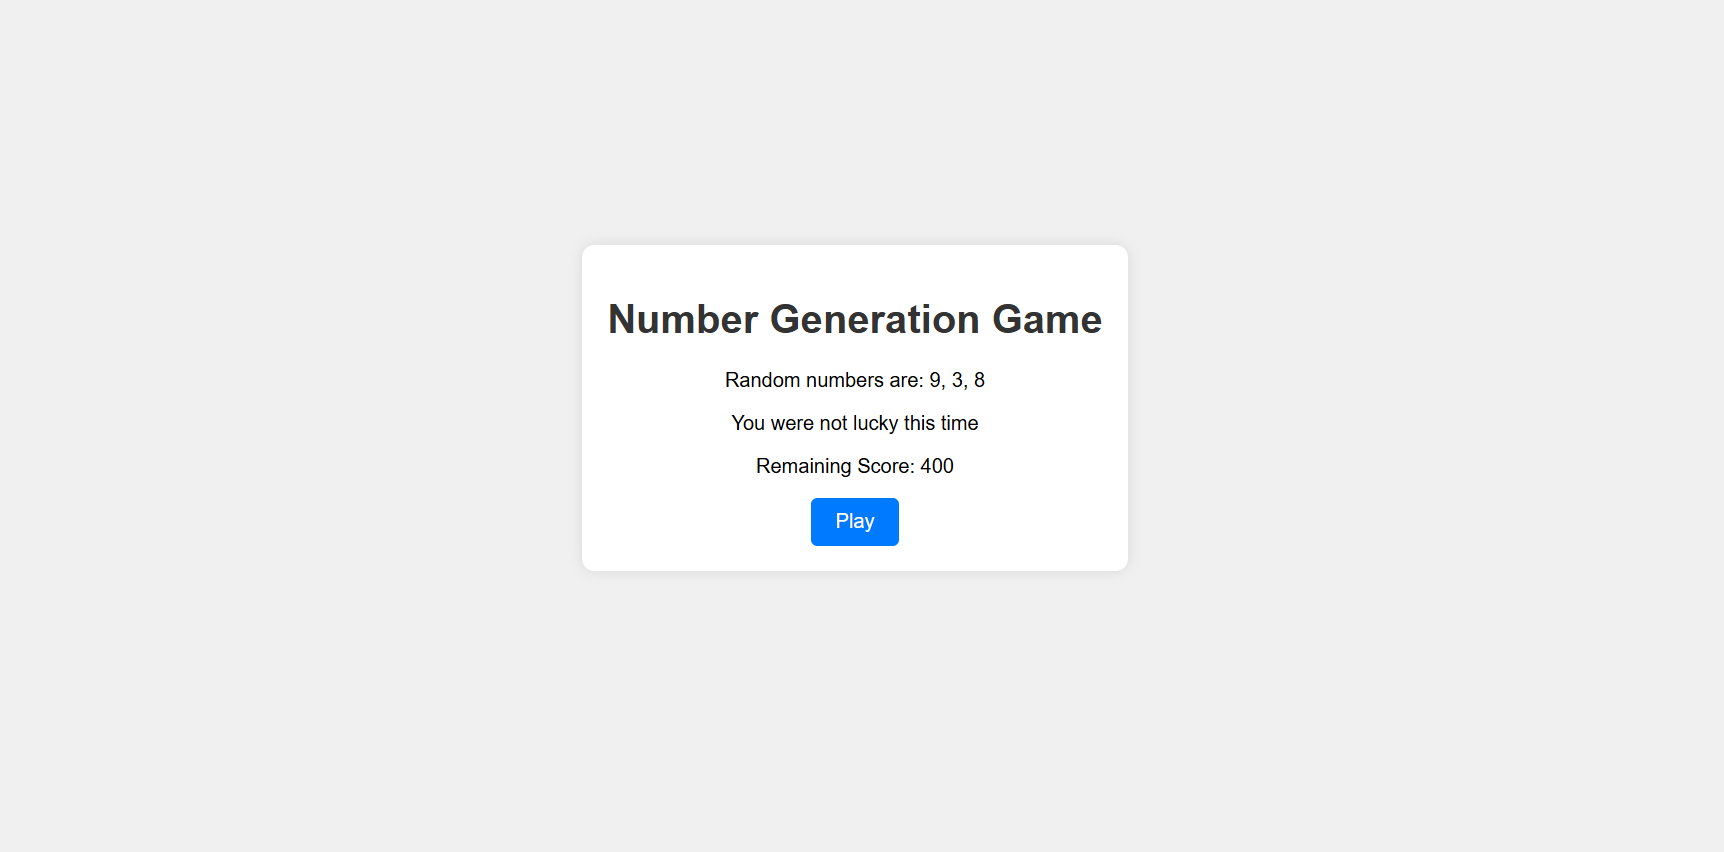 Number Generation Game
Random numbers are: 9, 3, 8
You were not lucky this time
Remaining Score: 400
Play